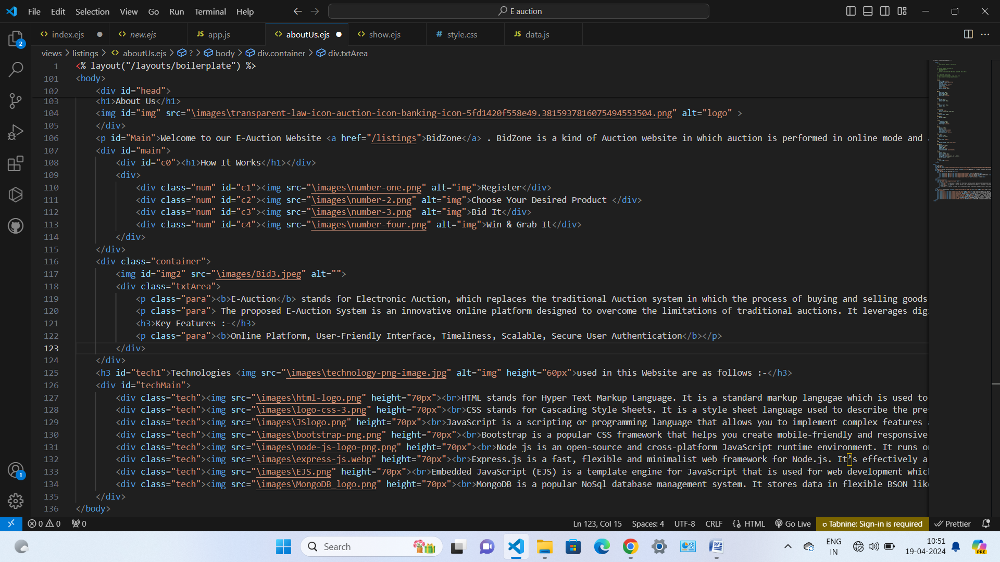 File Edit Selection View Go Run Terminal Help
E auction
index.ejs new.ejs JS app.js aboutUs.ejs show.ejs # style.css JS data.js
2
views > listings > <> aboutUs.ejs > ? > body > div.container > div.txtArea
1 <% layout("/layouts/boilerplate") %>
101 <body>
102 <div id="head">
103 <h1>About Us</h1>
104 <img id="img" src="\images\transparent-law-icon-auction-icon-banking-icon-5fd1420f558e49.3815937816075494553504.png" alt="logo" >
105 </div>
106 <p id="Main">Welcome to our E-Auction Website <a href="/listings">BidZone</a> . BidZone is a kind of Auction website in which auction is performed in online mode and
107 <div id="main">
108 <div id="c0"><h1>How It Works</h1></div>
109 <div>
110 <div class="num" id="c1"><img src="\images\number-one.png" alt="img">Register</div>
111 <div class="num" id="c2"><img src="\images\number-2.png" alt="img">Choose Your Desired Product </div>
112 <div class="num" id="c3"><img src="\images\number-3.png" alt="img">Bid It</div>
113 <div class="num" id="c4"><img src="\images\number-four.png" alt="img">Win & Grab It</div>
114 </div>
115 </div>
116 <div class="container">
117 <img id="img2" src="\images/Bid3.jpeg" alt="">
118 <div class="txtArea">
119 <p class="para"><b>E-Auction</b> stands for Electronic Auction, which replaces the traditional Auction system in which the process of buying and selling goods
120 <p class="para"> The proposed E-Auction System is an innovative online platform designed to overcome the limitations of traditional auctions. It leverages dig
121 <h3>Key Features :-</h3>
122 <p class="para"><b>Online Platform, User-Friendly Interface, Timeliness, Scalable, Secure User Authentication</b></p>
123 </div>
124 </div>
125 <h3 id="tech1">Technologies <img src="\images\technology-png-image.jpg" alt="img" height="60px">used in this Website are as follows :-</h3>
126 <div id="techMain">
127 <div class="tech"><img src="\images\html-logo.png" height="70px"><br>HTML stands for Hyper Text Markup Language. It is a standard markup langugae which is used to
128 <div class="tech"><img src="\images\logo-css-3.png" height="70px"><br>CSS stands for Cascading Style Sheets. It is a style sheet language used to describe the pre
129 <div class="tech"><img src="\images\JSlogo.png" height="70px"><br>JavaScript is a scripting or programming language that allows you to implement complex features
130 <div class="tech"><img src="\images\bootstrap-png.png" height="70px"><br>Bootstrap is a popular CSS framework that helps you create mobile-friendly and responsive
131 <div class="tech"><img src="\images\node-js-logo-png.png" height="70px"><br>Node js is an open-source and cross-platform JavaScript runtime environment. It runs o
132 <div class="tech"><img src="\images\express-js.webp" height="70px"><br>Express.js is a fast, flexible and minimalist web framework for Node.js. It’s effectively a
133 <div class="tech"><img src="\images\EJS.png" height="70px"><br>Embedded JavaScript (EJS) is a template engine for JavaScript that is used for web development whic
134 <div class="tech"><img src="\images\MongoDB_logo.png" height="70px"><br>MongoDB is a popular NoSql database management system. It stores data in flexible BSON lik
135 </div>
136 </body>
1
0 0 0 Ln 123, Col 15 Spaces: 4 UTF-8 CRLF HTML Go Live Tabnine: Sign-in is required Prettier
Search
ENG
IN
10:51
19-04-2024
PRE